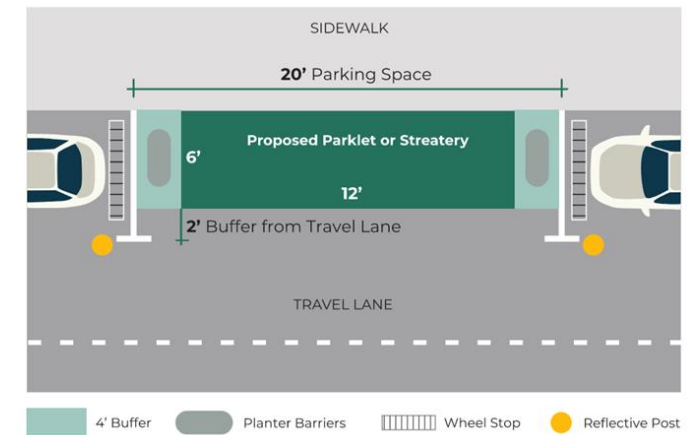 SIDEWALK
20’ Parking Space
Proposed Parklet or Streatery
6’
12’
2’ Buffer from Travel Lane
TRAVEL LANE
4’ Buffer
Planter Barriers
Wheel Stop
Reflective Post